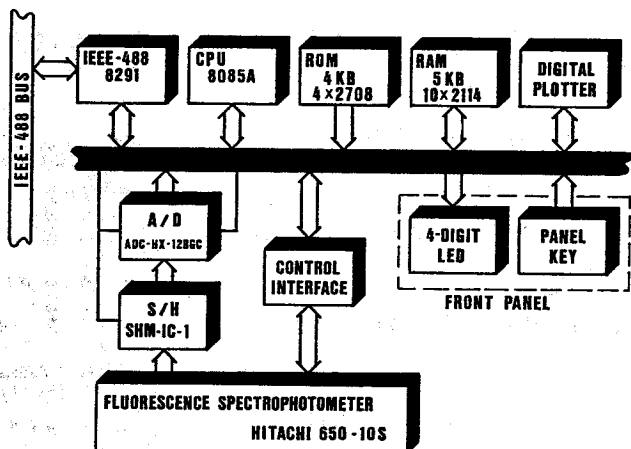 IEEE-488 BUS
IEEE-488
8291
CPU
8085A
ROM
4 KB
4×2708
RAM
5 KB
10×2114
DIGITAL
PLOTTER
A/D
ADC-HX-12BGC
S/H
SHM-IC-1
CONTROL
INTERFACE
4-DIGIT
LED
PANEL
KEY
FRONT PANEL
FLUORESCENCE SPECTROPHOTOMETER
HITACHI 650-10S